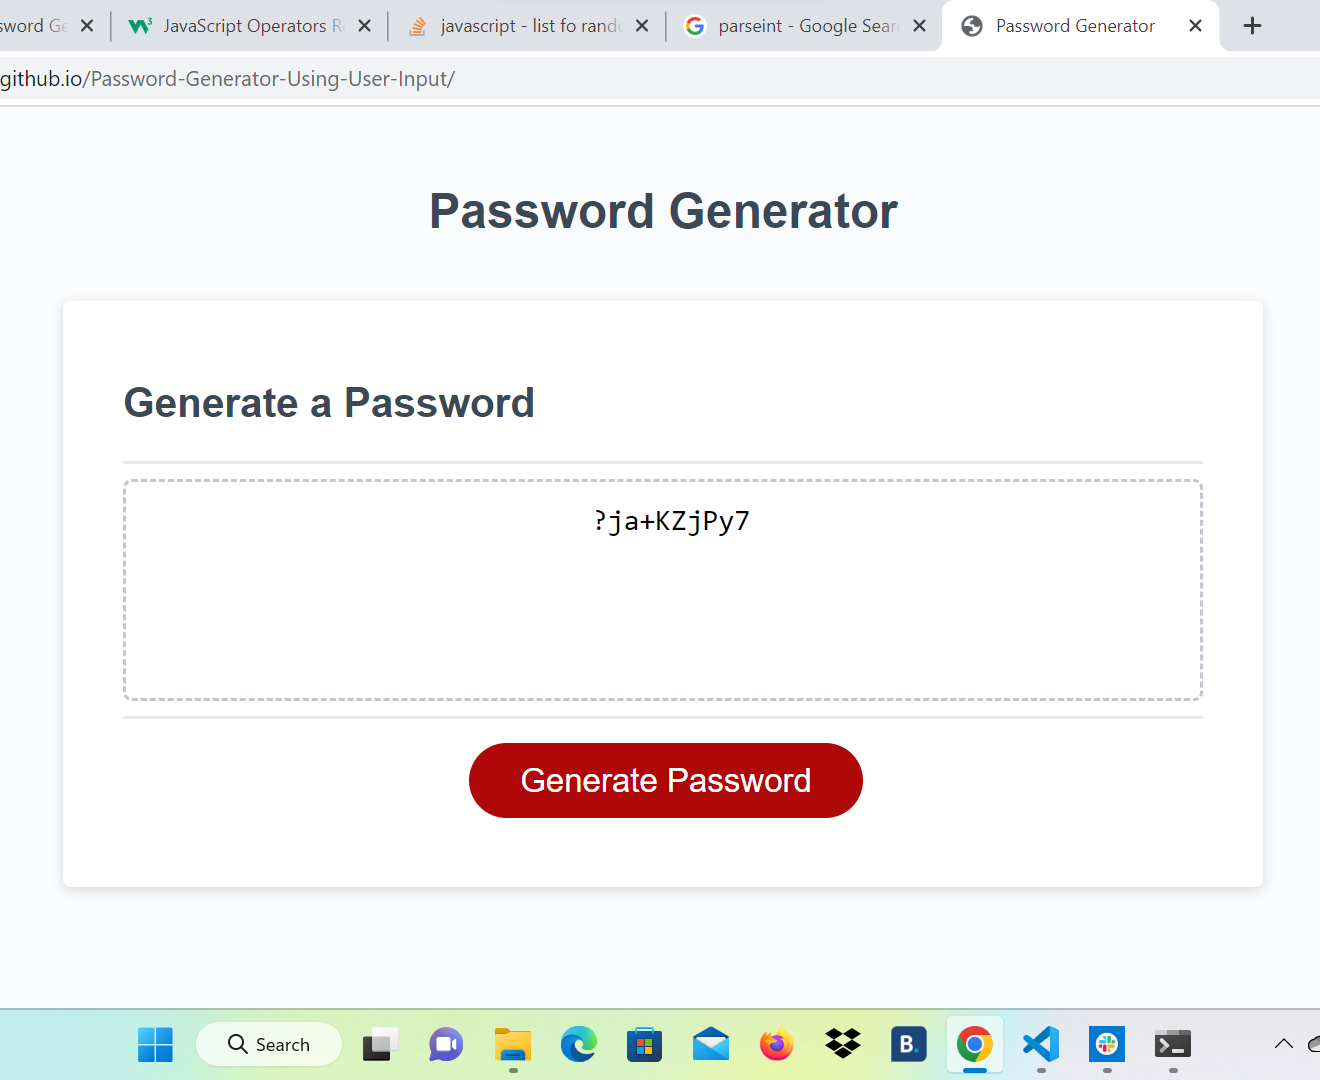 sword Ge
JavaScript Operators R
javascript - list fo rand
parseint - Google Sear
Password Generator
github.io/Password-Generator-Using-User-Input/
Password Generator
Generate a Password
?ja+KZjPy7
Generate Password
Search
B.